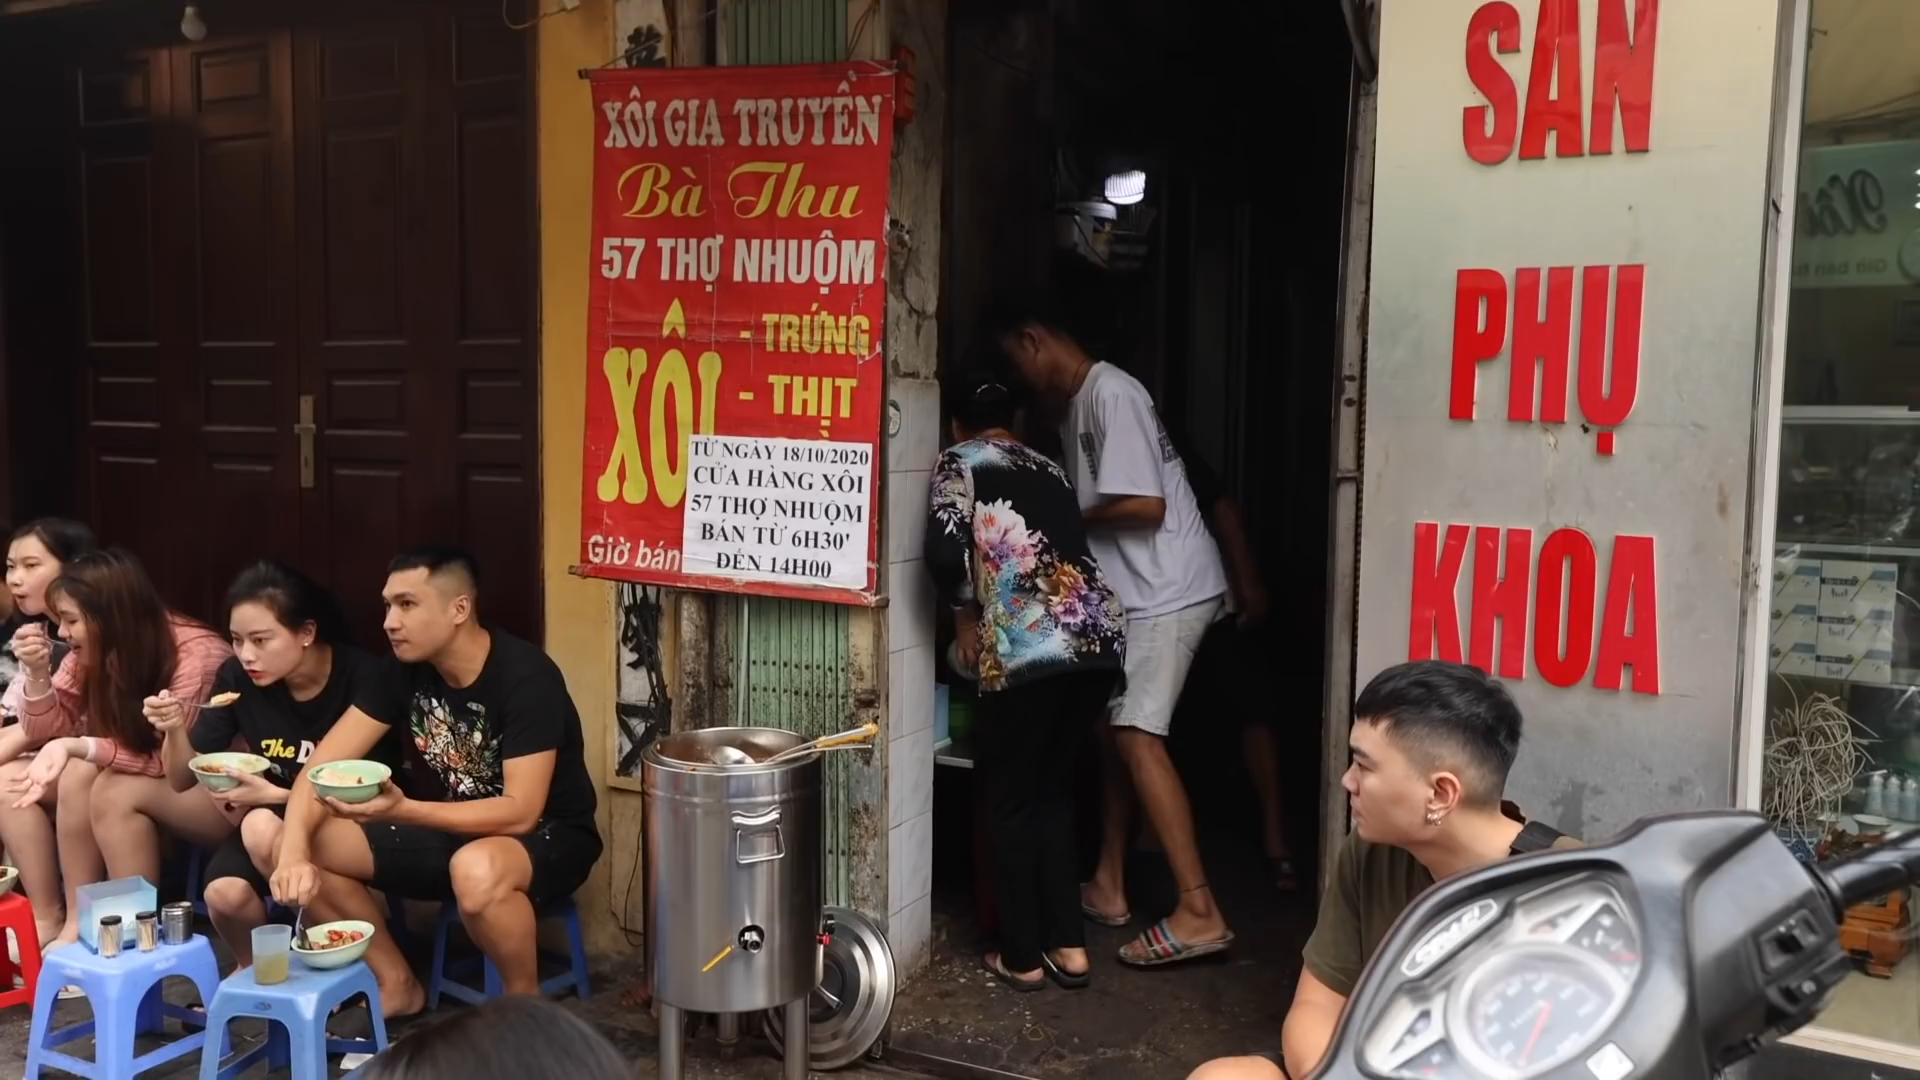 XÔI GIA TRUYỀN
Bà Thu
57 THỢ NHUỘM
XÔI
- TRỨNG
- THỊT
TỪ NGÀY 18/10/2020
CỬA HÀNG XÔI
57 THỢ NHUỘM
BÁN TỪ 6H30'
ĐẾN 14H00
Giờ bán
SẢN
PHỤ
KHOA
The D